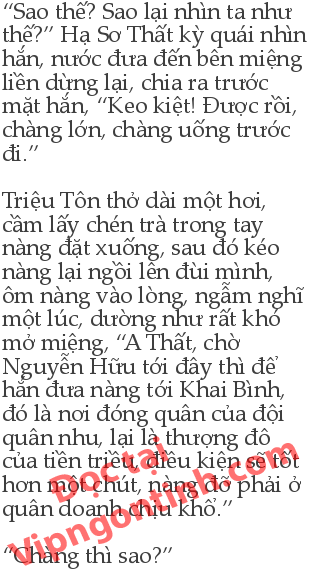 “Sao thế? Sao lại nhìn ta như
thế?” Hạ Sơ Thất kỳ quái nhìn
hắn, nước đưa đến bên miệng
liền dừng lại, chia ra trước
mặt hắn, “Keo kiệt! Được rồi,
chàng lớn, chàng uống trước
đi.”
Triệu Tôn thở dài một hơi,
cầm lấy chén trà trong tay
nàng đặt xuống, sau đó kéo
nàng lại ngồi lên đùi mình,
ôm nàng vào lòng, ngẫm nghĩ
một lúc, dường như rất khó
mở miệng, “A Thất, chờ
Nguyễn Hữu tới đây thì để
hắn đưa nàng tới Khai Bình,
đó là nơi đóng quân của đội
quân nhu, lại là thượng đô
của tiền triều, điều kiện sẽ tốt
hơn một chút, nàng đỡ phải ở
quân doanh chịu khổ.”
“Chàng thì sao?”
Đọc tại
Vipngontinh.com